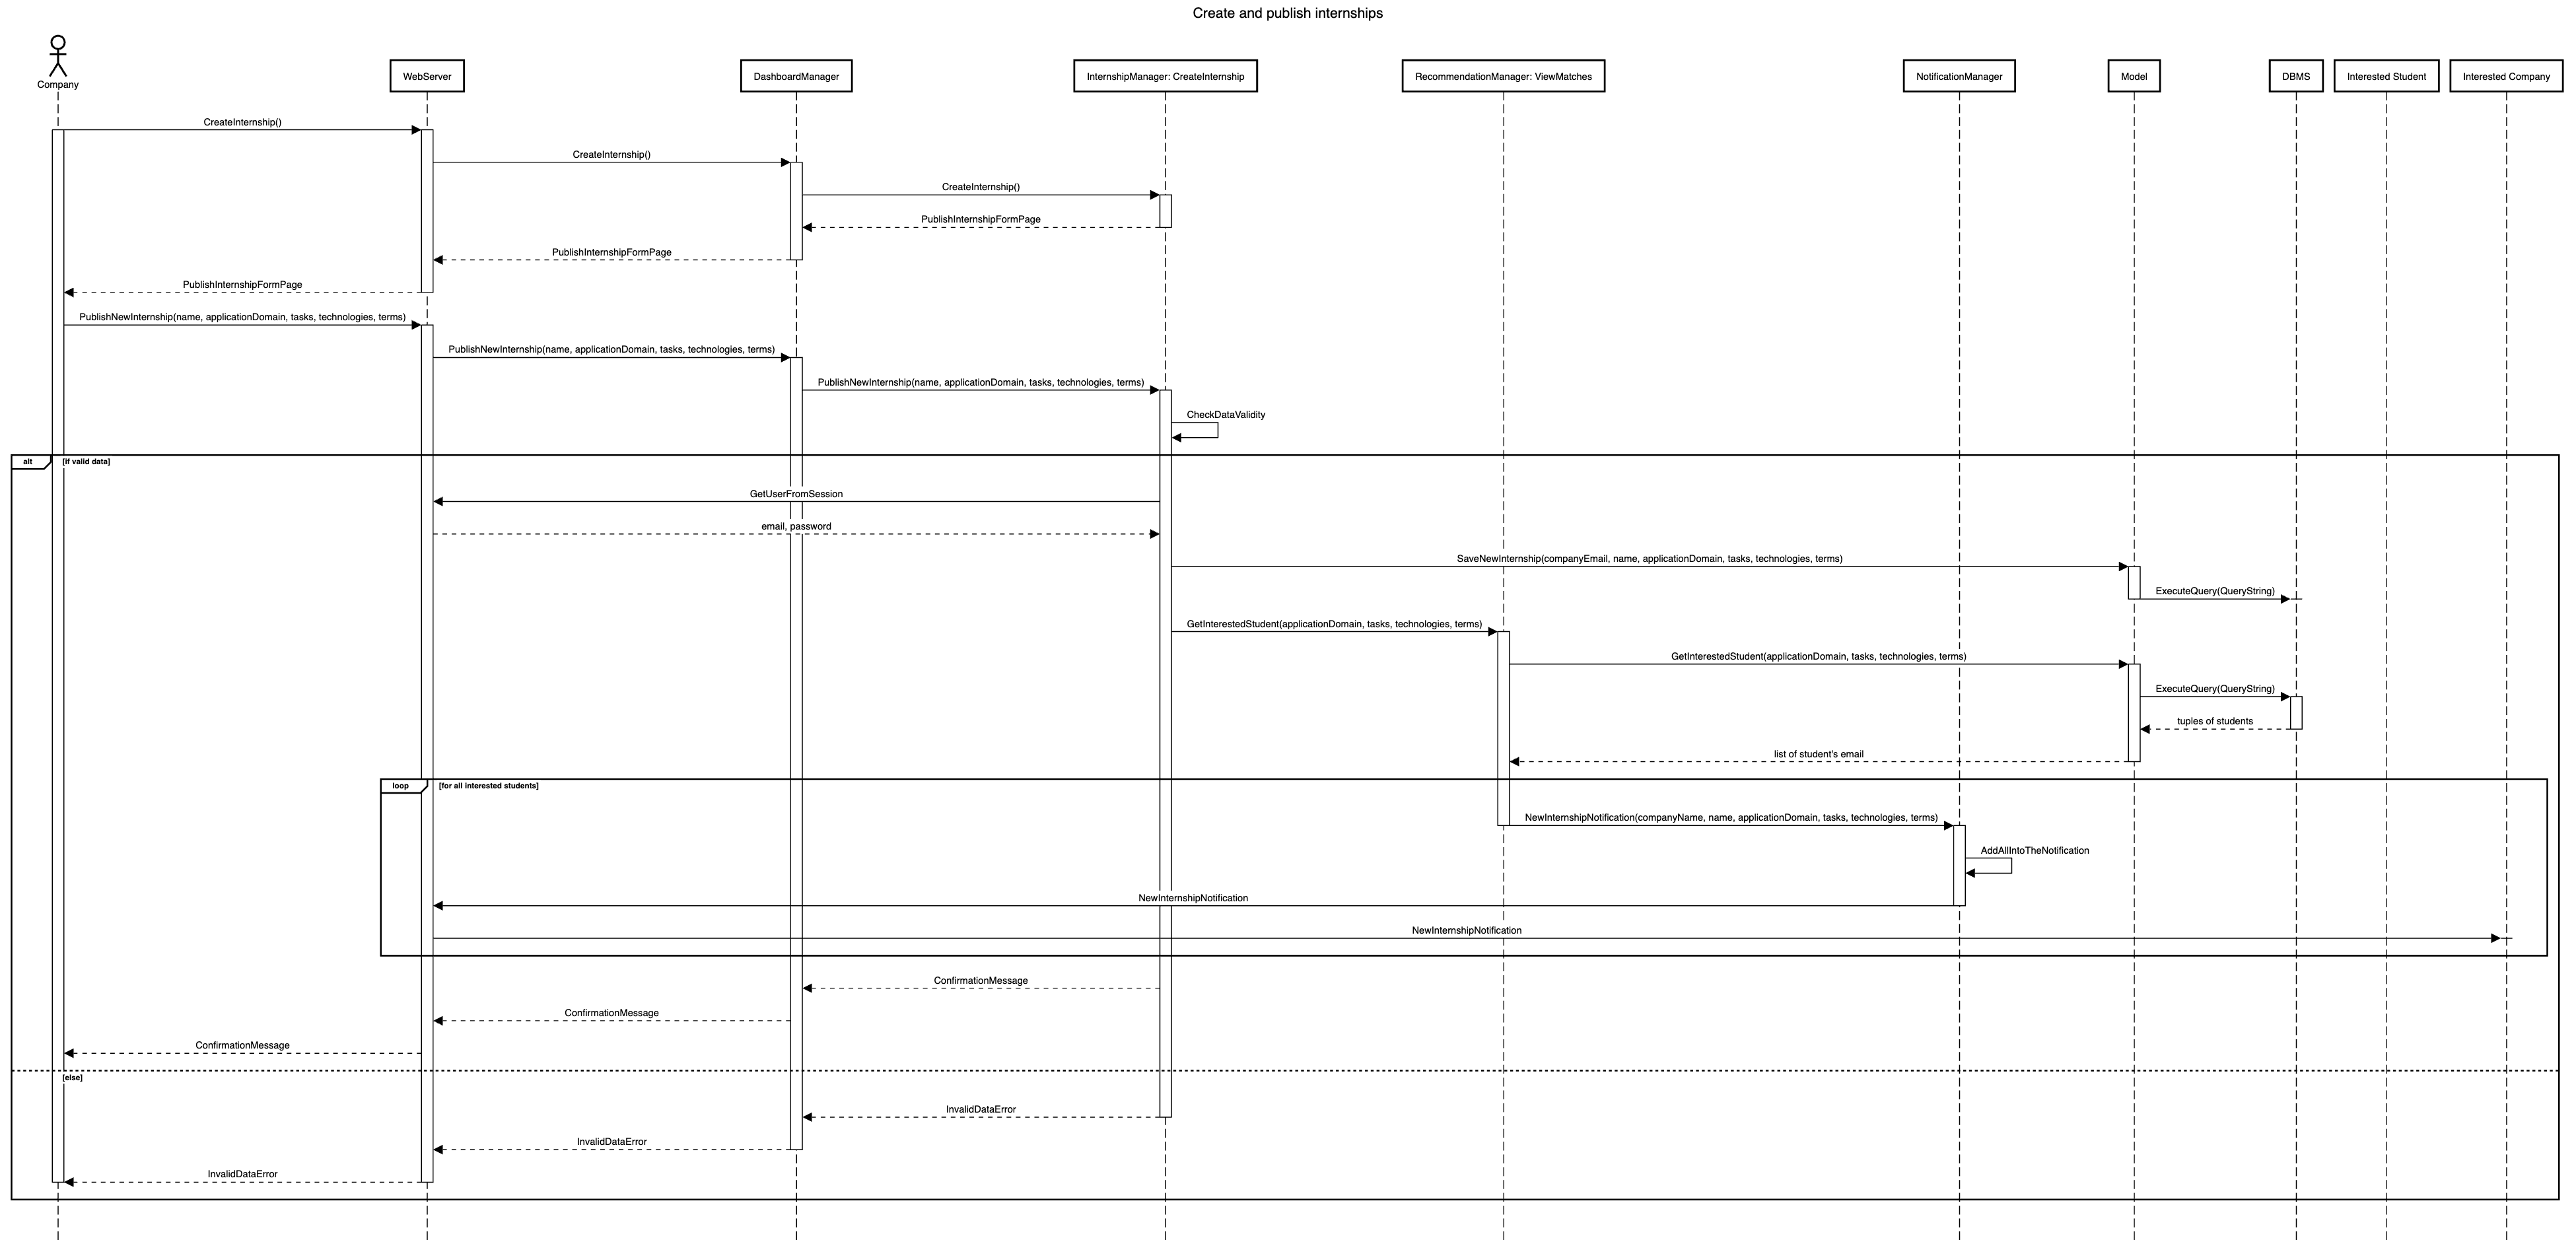 Create and publish internships
Company
WebServer
DashboardManager
InternshipManager: CreateInternship
RecommendationManager: ViewMatches
NotificationManager
Model
DBMS
Interested Student
Interested Company
CreateInternship()
CreateInternship()
CreateInternship()
PublishInternshipFormPage
PublishInternshipFormPage
PublishInternshipFormPage
PublishNewInternship(name, applicationDomain, tasks, technologies, terms)
PublishNewInternship(name, applicationDomain, tasks, technologies, terms)
PublishNewInternship(name, applicationDomain, tasks, technologies, terms)
CheckDataValidity
alt
[if valid data]
GetUserFromSession
email, password
SaveNewInternship(companyEmail, name, applicationDomain, tasks, technologies, terms)
ExecuteQuery(QueryString)
GetInterestedStudent(applicationDomain, tasks, technologies, terms)
GetInterestedStudent(applicationDomain, tasks, technologies, terms)
ExecuteQuery(QueryString)
tuples of students
list of student's email
loop
[for all interested students]
NewInternshipNotification(companyName, name, applicationDomain, tasks, technologies, terms)
AddAllIntoTheNotification
NewInternshipNotification
NewInternshipNotification
ConfirmationMessage
ConfirmationMessage
ConfirmationMessage
[else]
InvalidDataError
InvalidDataError
InvalidDataError